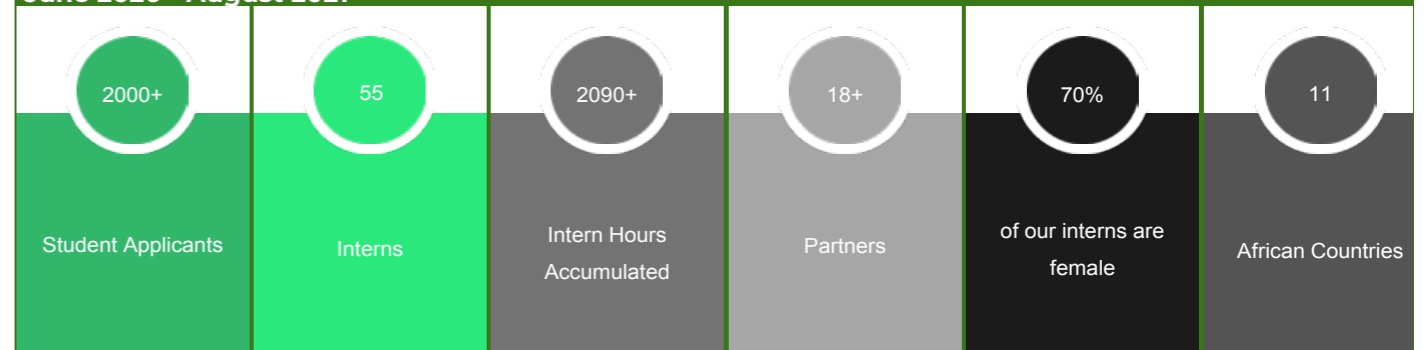 2000+
55
2090+
18+
70%
11
Student Applicants
Interns
Intern Hours
Accumulated
Partners
of our interns are
female
African Countries